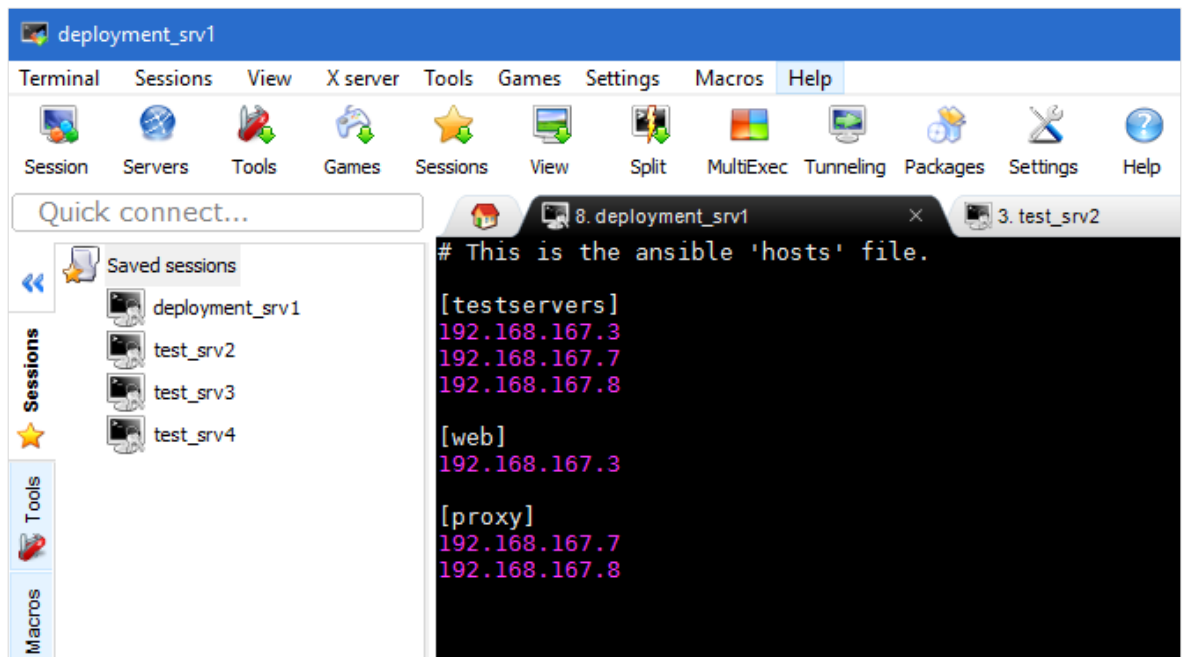 deployment_srv1
Terminal Sessions View X server Tools Games Settings Macros Help
Session Servers Tools Games Sessions View Split MultiExec Tunneling Packages Settings Help
Quick connect...
8. deployment_srv1
3. test_srv2
Saved sessions
deployment_srv1
test_srv2
test_srv3
test_srv4
Sessions
Tools
Macros
# This is the ansible 'hosts' file.
[testservers]
192.168.167.3
192.168.167.7
192.168.167.8
[web]
192.168.167.3
[proxy]
192.168.167.7
192.168.167.8